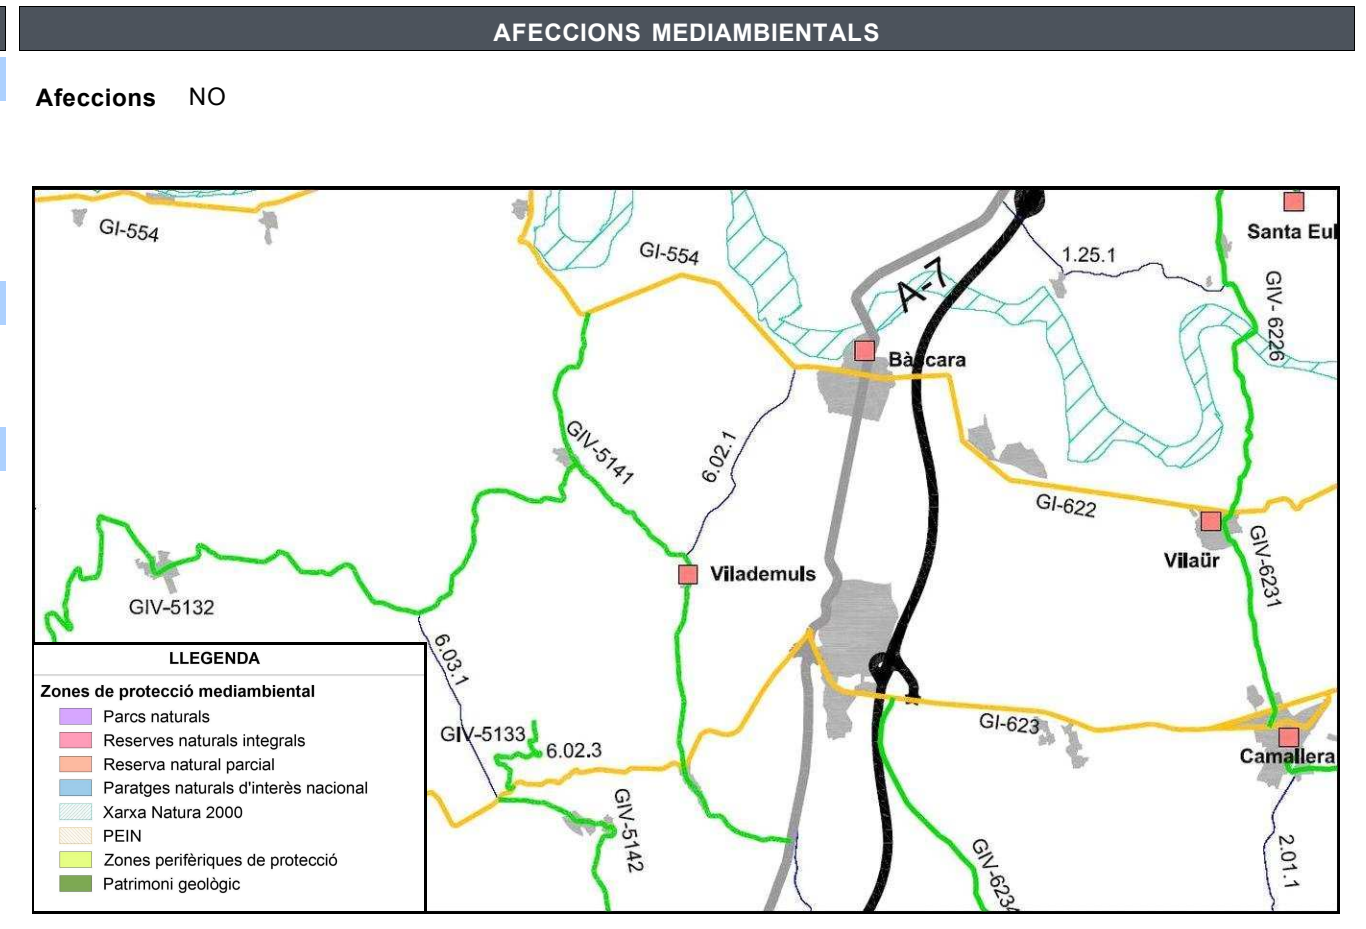 AFECCIONS MEDIAMBIENTALS
Afeccions NO
GI-554
GI-554
1.25.1
Santa Eul
A-7
GIV- 6226
Bàscara
GIV-5141
6.02.1
GI-622
Vilaür
GIV-6231
Vilademuls
GIV-5132
6.03.1
GIV-5133
6.02.3
GI-623
Camallera
GIV-5142
GIV-6234
2.01.1
LLEGENDA
Zones de protecció mediambiental
Parcs naturals
Reserves naturals integrals
Reserva natural parcial
Paratges naturals d'interès nacional
Xarxa Natura 2000
PEIN
Zones perifèriques de protecció
Patrimoni geològic